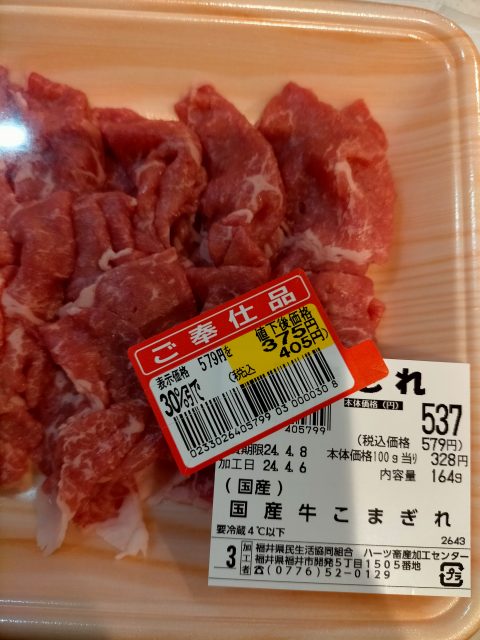 ご奉仕品
表示価格 579円を
30%引で
値下後価格
375円
(税込 405円)
0233026405799 03 000030 8
こぎれ
本体価格(円) 537
(税込価格 579円)
405799
期限24. 4. 8 本体価格100g当り 328円
加工日24. 4. 6 内容量 164g
(国産)
国産牛こまぎれ
要冷蔵4℃以下
2643
3 加工者 福井県民生活協同組合 ハーツ畜産加工センター
福井県福井市開発5丁目1505番地
☎(0776)52-0129
プラ